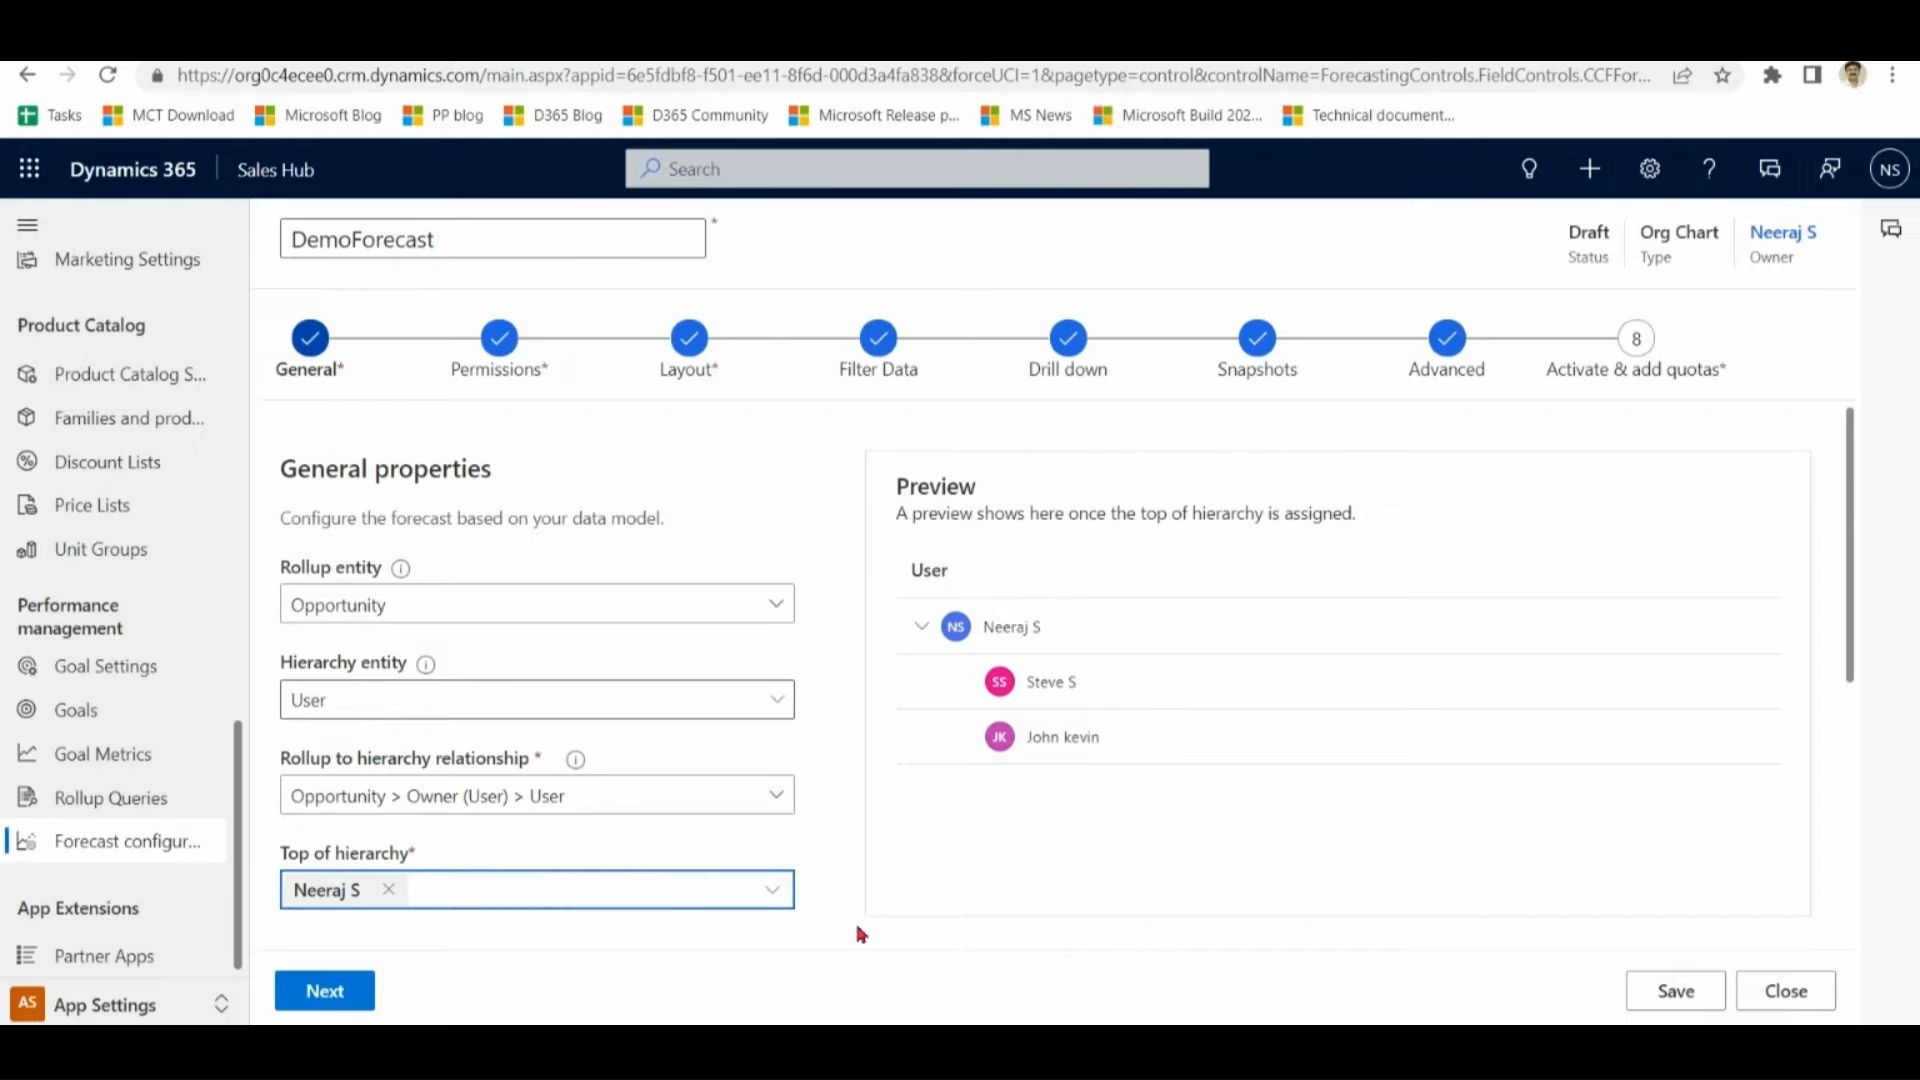 https://org0c4ecee0.crm.dynamics.com/main.aspx?appid=6e5fdbf8-f501-ee11-8f6d-000d3a4fa838&forceUCI=1&pagetype=control&controlName=ForecastingControls.FieldControls.CCFFor...
Tasks MCT Download Microsoft Blog PP blog D365 Blog D365 Community Microsoft Release p... MS News Microsoft Build 202... Technical document...
Dynamics 365 Sales Hub Search NS
Marketing Settings
Product Catalog
Product Catalog S...
Families and prod...
Discount Lists
Price Lists
Unit Groups
Performance
management
Goal Settings
Goals
Goal Metrics
Rollup Queries
Forecast configur...
App Extensions
Partner Apps
AS App Settings
DemoForecast *
Draft Org Chart Neeraj S
Status Type Owner
8
General* Permissions* Layout* Filter Data Drill down Snapshots Advanced Activate & add quotas*
General properties
Configure the forecast based on your data model.
Rollup entity
Opportunity
Hierarchy entity
User
Rollup to hierarchy relationship *
Opportunity > Owner (User) > User
Top of hierarchy*
Neeraj S
Preview
A preview shows here once the top of hierarchy is assigned.
User
NS Neeraj S
SS Steve S
JK John kevin
Next Save Close